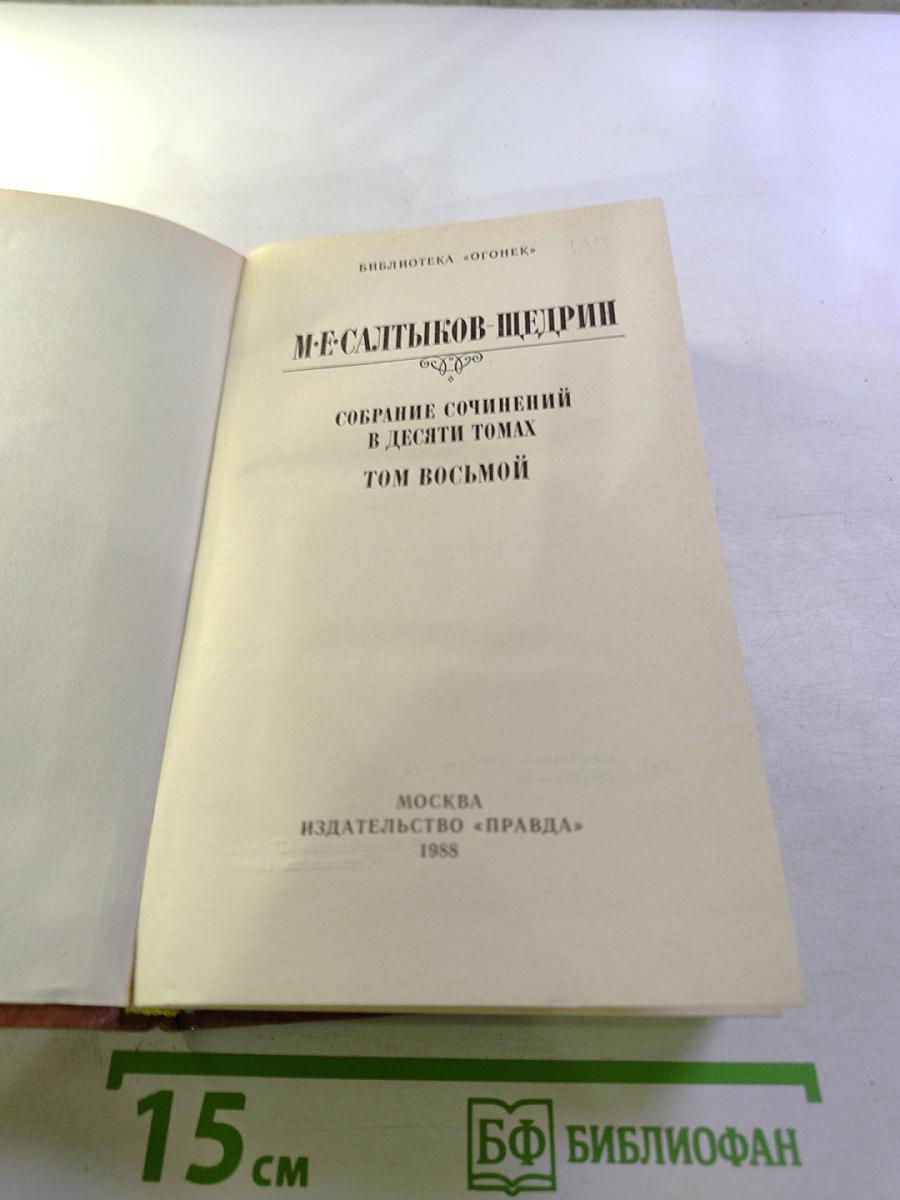 БИБЛИОТЕКА «ОГОНЕК»
М·Е·САЛТЫКОВ-ЩЕДРИН
СОБРАНИЕ СОЧИНЕНИЙ
В ДЕСЯТИ ТОМАХ
ТОМ ВОСЬМОЙ
МОСКВА
ИЗДАТЕЛЬСТВО «ПРАВДА»
1988
15 см
БФ БИБЛИОФАН